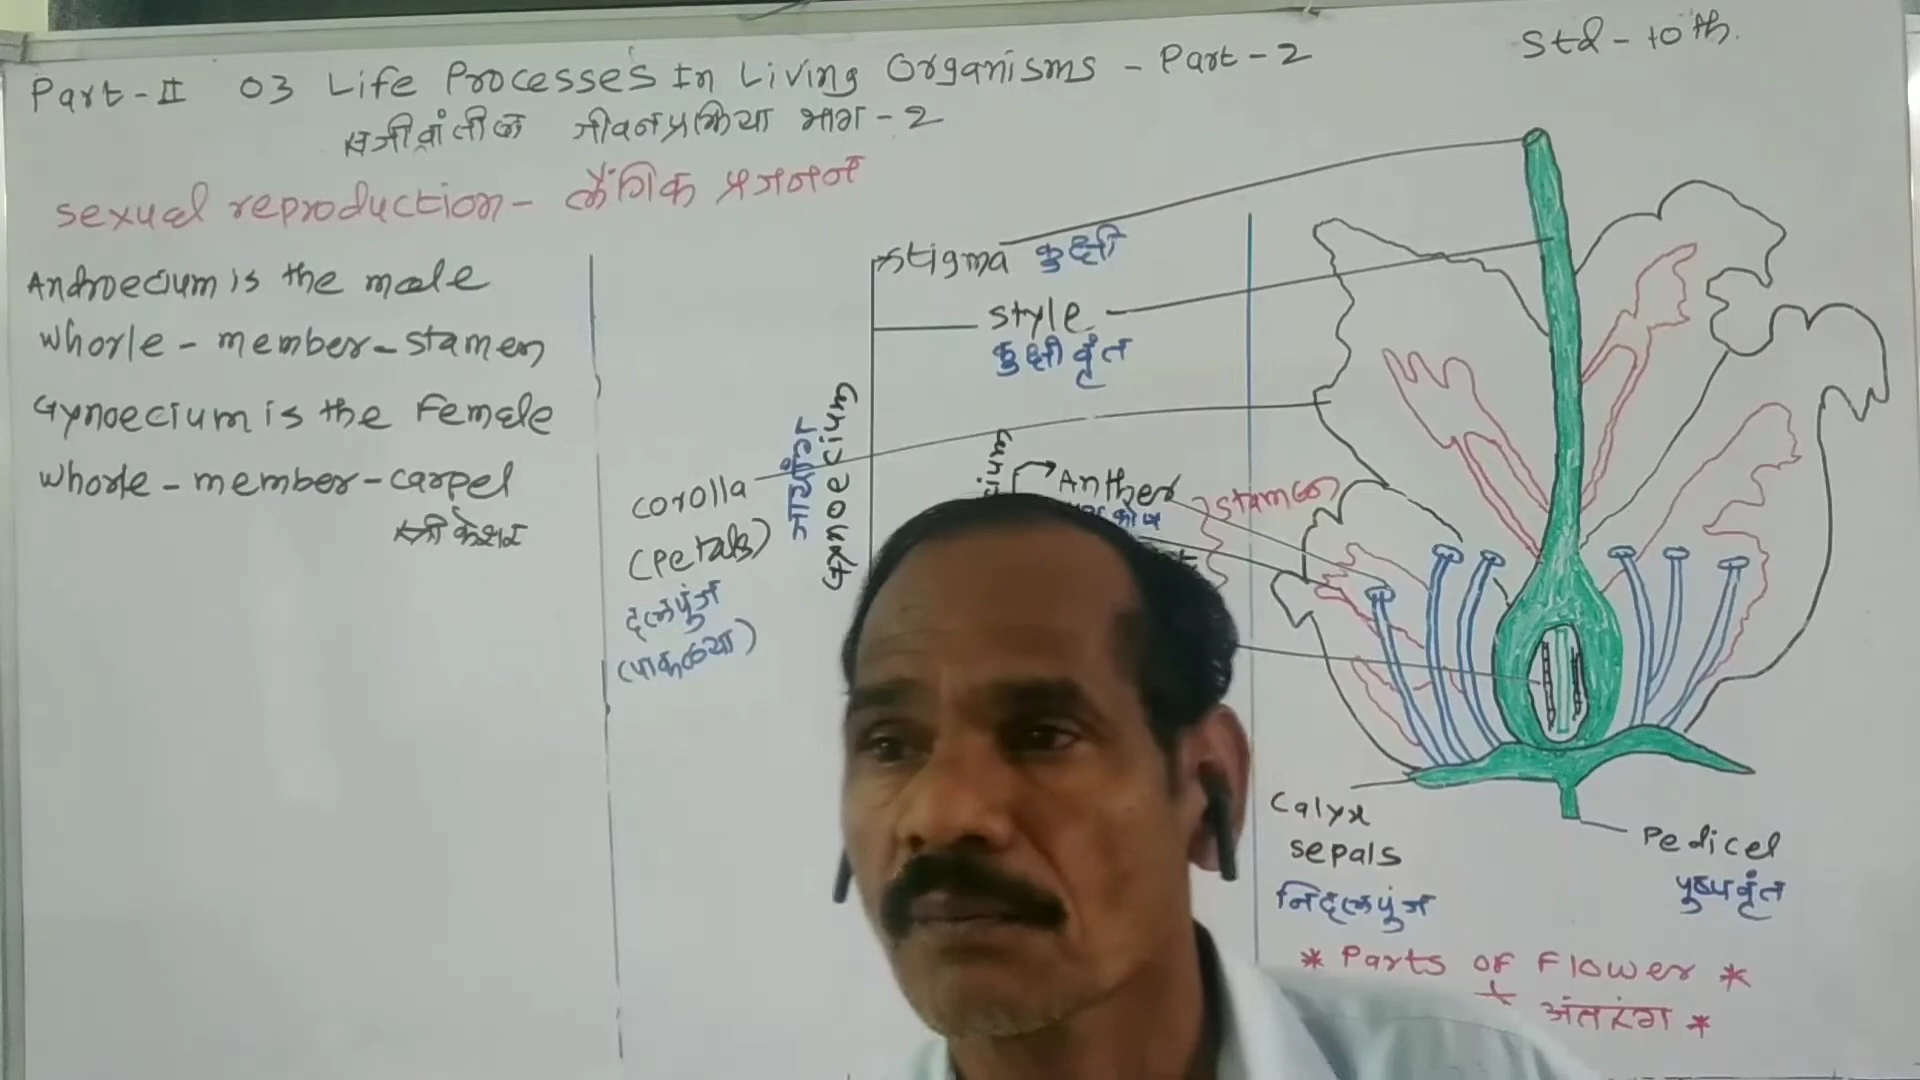 Part-II 03 Life Processes In Living Organisms - Part-2
Std-10th.
सजीवांतील जीवनप्रक्रिया भाग-2
sexual reproduction - लैंगिक प्रजनन
Androecium is the male
whorle - member - stamen
Gynoecium is the Female
whorle - member - carpel
स्त्रीकेशर
stigma कुक्षी
style
कुक्षीवृंत
Gynoecium
जायांग
corolla
(petals)
दलपुंज
(पाकळ्या)
Anther
stamen
Calyx
sepals
निदलपुंज
Pedicel
पुष्पवृंत
* Parts of Flower *
अंतरंग *